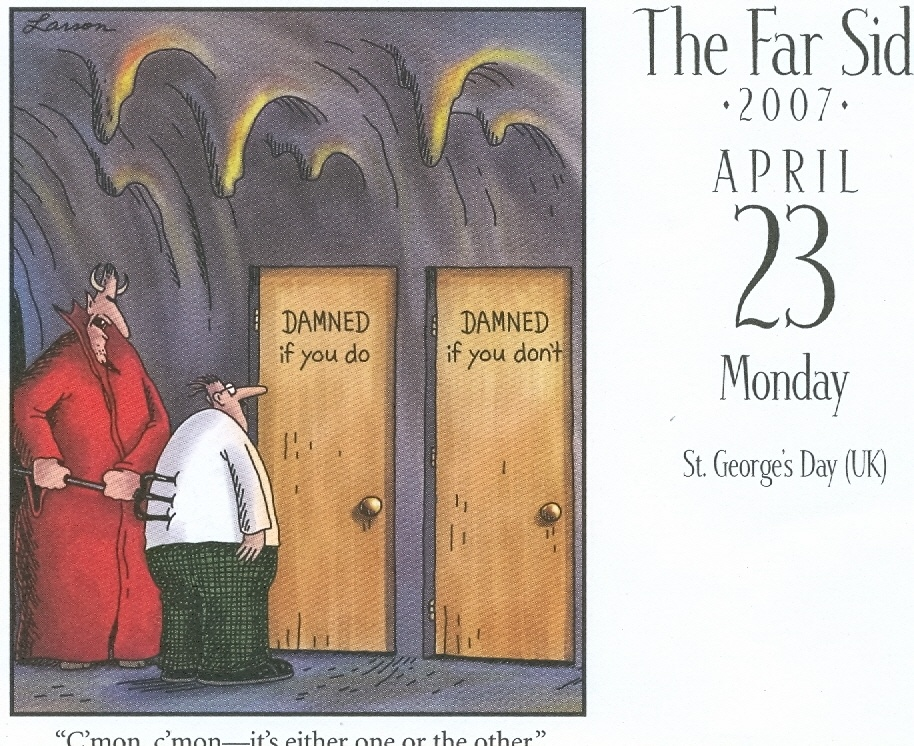 Larson
DAMNED
if you do
DAMNED
if you don't
"C'mon, c'mon—it's either one or the other."
The Far Sid
·2007·
APRIL
23
Monday
St. George's Day (UK)